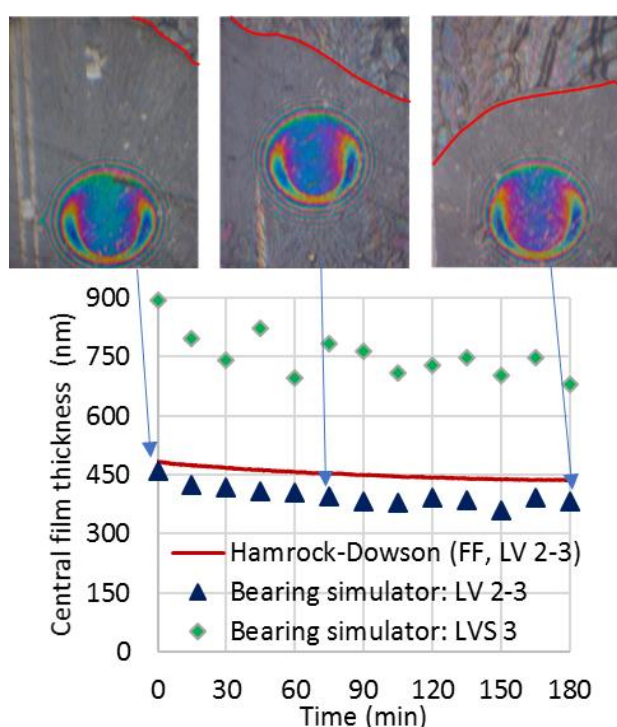 900
750
600
450
300
150
0
Central film thickness (nm)
Hamrock-Dowson (FF, LV 2-3)
Bearing simulator: LV 2-3
Bearing simulator: LVS 3
0 30 60 90 120 150 180
Time (min)